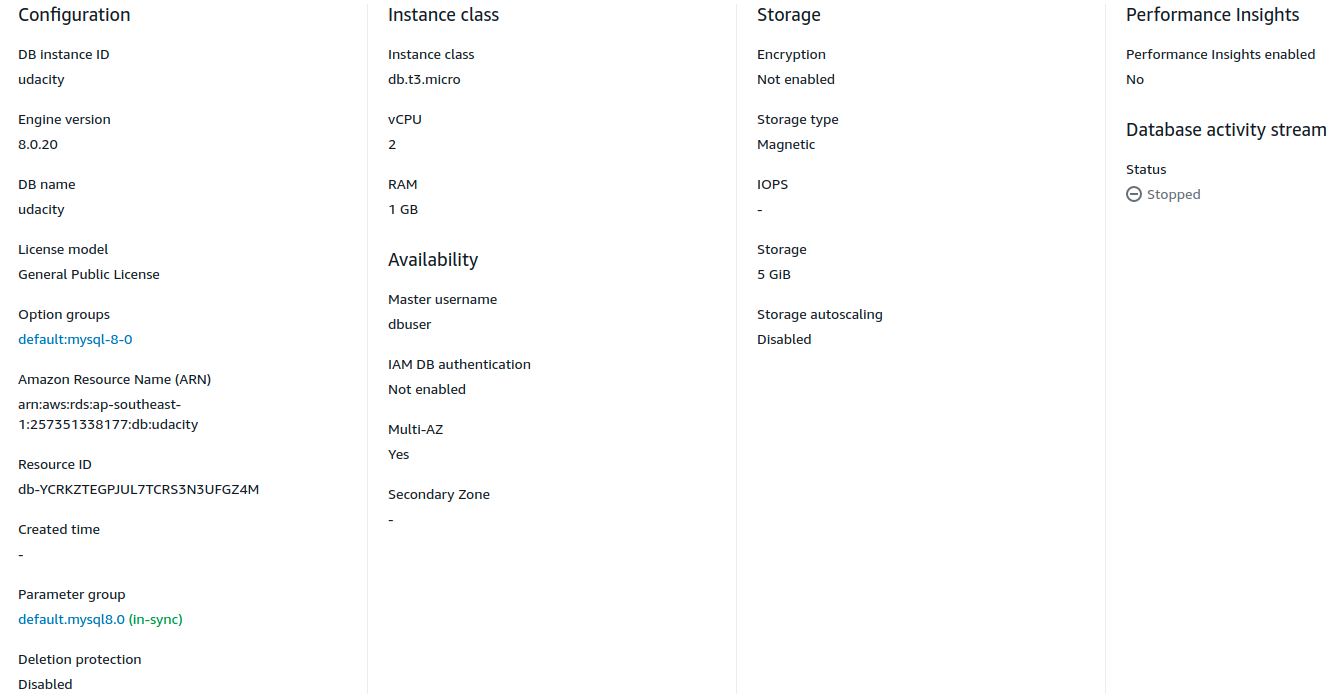 Configuration
DB instance ID
udacity
Engine version
8.0.20
DB name
udacity
License model
General Public License
Option groups
default:mysql-8-0
Amazon Resource Name (ARN)
arn:aws:rds:ap-southeast-
1:257351338177:db:udacity
Resource ID
db-YCRKZTEGPJUL7TCRS3N3UFGZ4M
Created time
-
Parameter group
default.mysql8.0 (in-sync)
Deletion protection
Disabled
Instance class
Instance class
db.t3.micro
vCPU
2
RAM
1 GB
Availability
Master username
dbuser
IAM DB authentication
Not enabled
Multi-AZ
Yes
Secondary Zone
-
Storage
Encryption
Not enabled
Storage type
Magnetic
IOPS
-
Storage
5 GiB
Storage autoscaling
Disabled
Performance Insights
Performance Insights enabled
No
Database activity stream
Status
Stopped